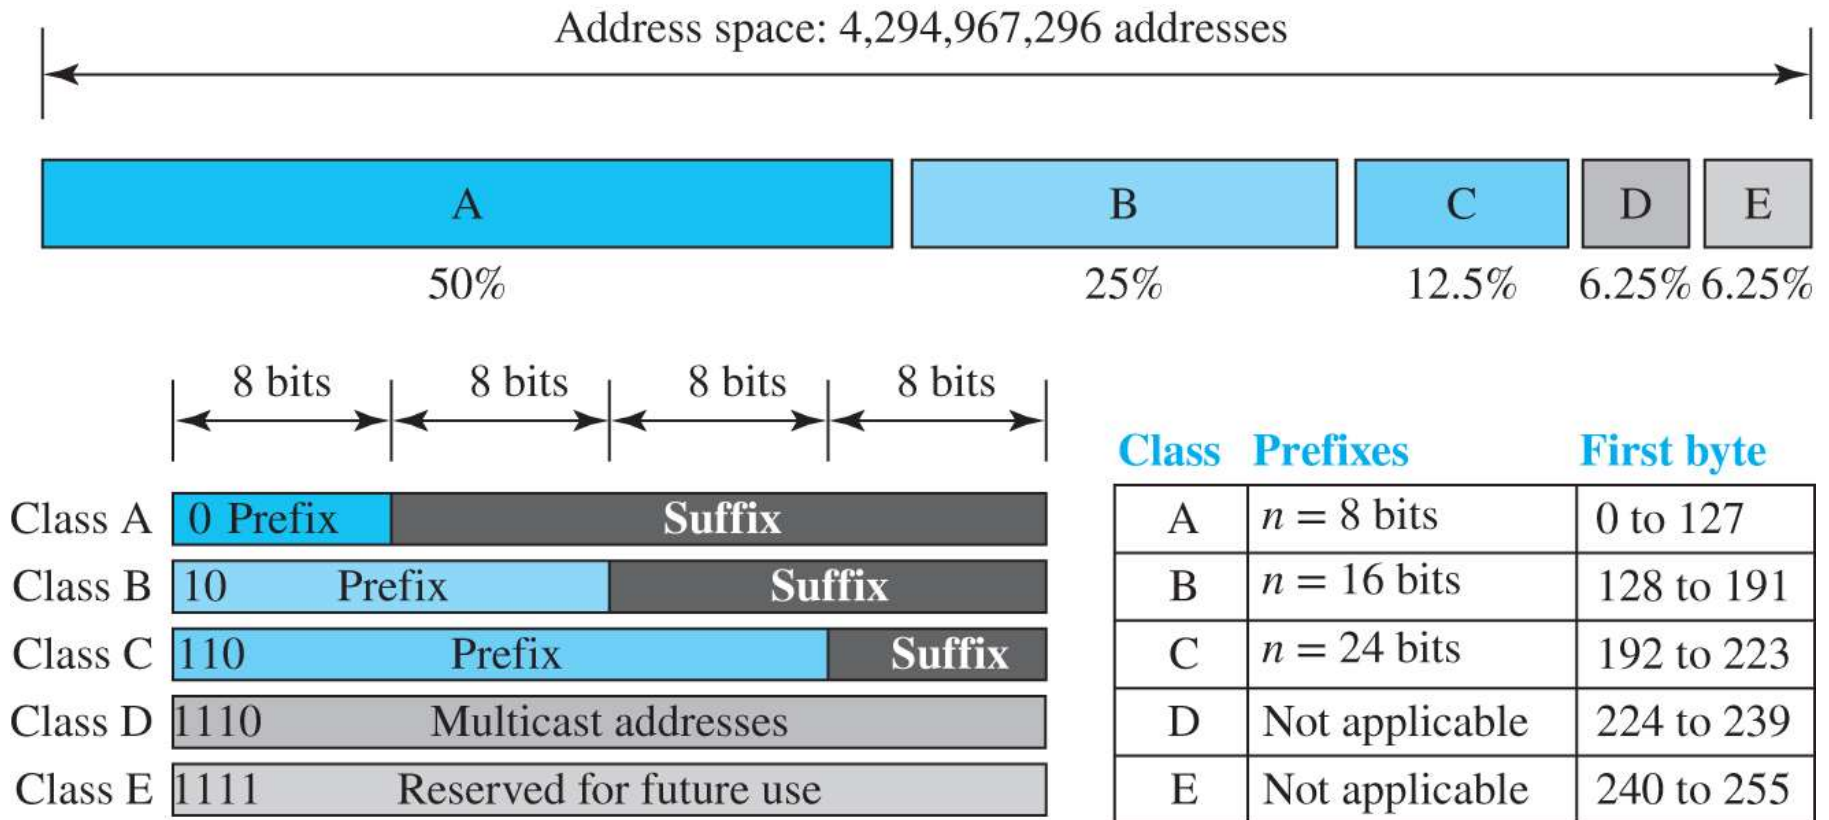 Address space: 4,294,967,296 addresses
A B C D E
50% 25% 12.5% 6.25% 6.25%
8 bits 8 bits 8 bits 8 bits
Class A 0 Prefix Suffix
Class B 10 Prefix Suffix
Class C 110 Prefix Suffix
Class D 1110 Multicast addresses
Class E 1111 Reserved for future use
Class Prefixes First byte
A n = 8 bits 0 to 127
B n = 16 bits 128 to 191
C n = 24 bits 192 to 223
D Not applicable 224 to 239
E Not applicable 240 to 255